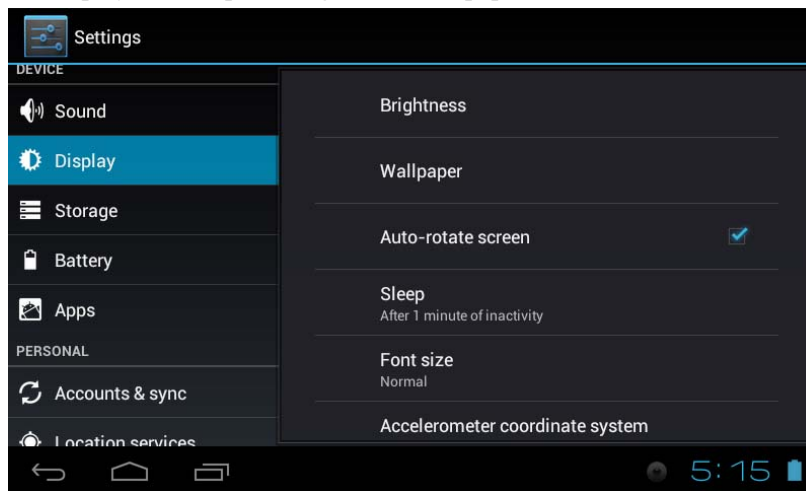 Settings
DEVICE
Sound
Display
Storage
Battery
Apps
PERSONAL
Accounts & sync
Location services
Brightness
Wallpaper
Auto-rotate screen
Sleep
After 1 minute of inactivity
Font size
Normal
Accelerometer coordinate system
5:15